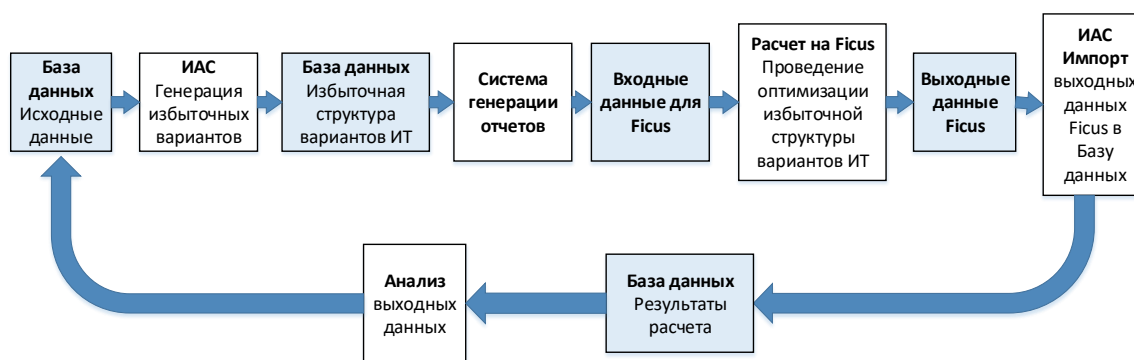 База
данных
Исходные
данные
ИАС
Генерация
избыточных
вариантов
База данных
Избыточная
структура
вариантов ИТ
Система
генерации
отчетов
Входные
данные для
Ficus
Расчет на Ficus
Проведение
оптимизации
избыточной
структуры
вариантов ИТ
Выходные
данные
Ficus
ИАС
Импорт
выходных
данных
Ficus в
Базу
данных
База данных
Результаты
расчета
Анализ
выходных
данных